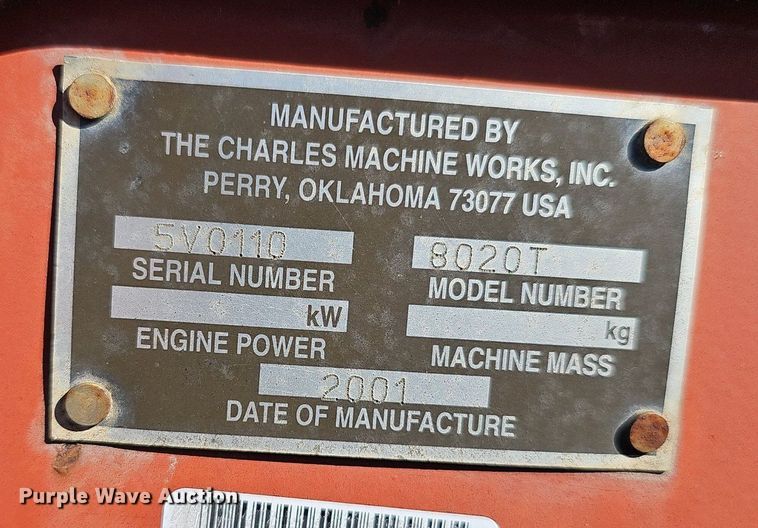 MANUFACTURED BY
THE CHARLES MACHINE WORKS, INC.
PERRY, OKLAHOMA 73077 USA
5V0110 8020T
SERIAL NUMBER MODEL NUMBER
kW kg
ENGINE POWER MACHINE MASS
2001
DATE OF MANUFACTURE
Purple Wave Auction